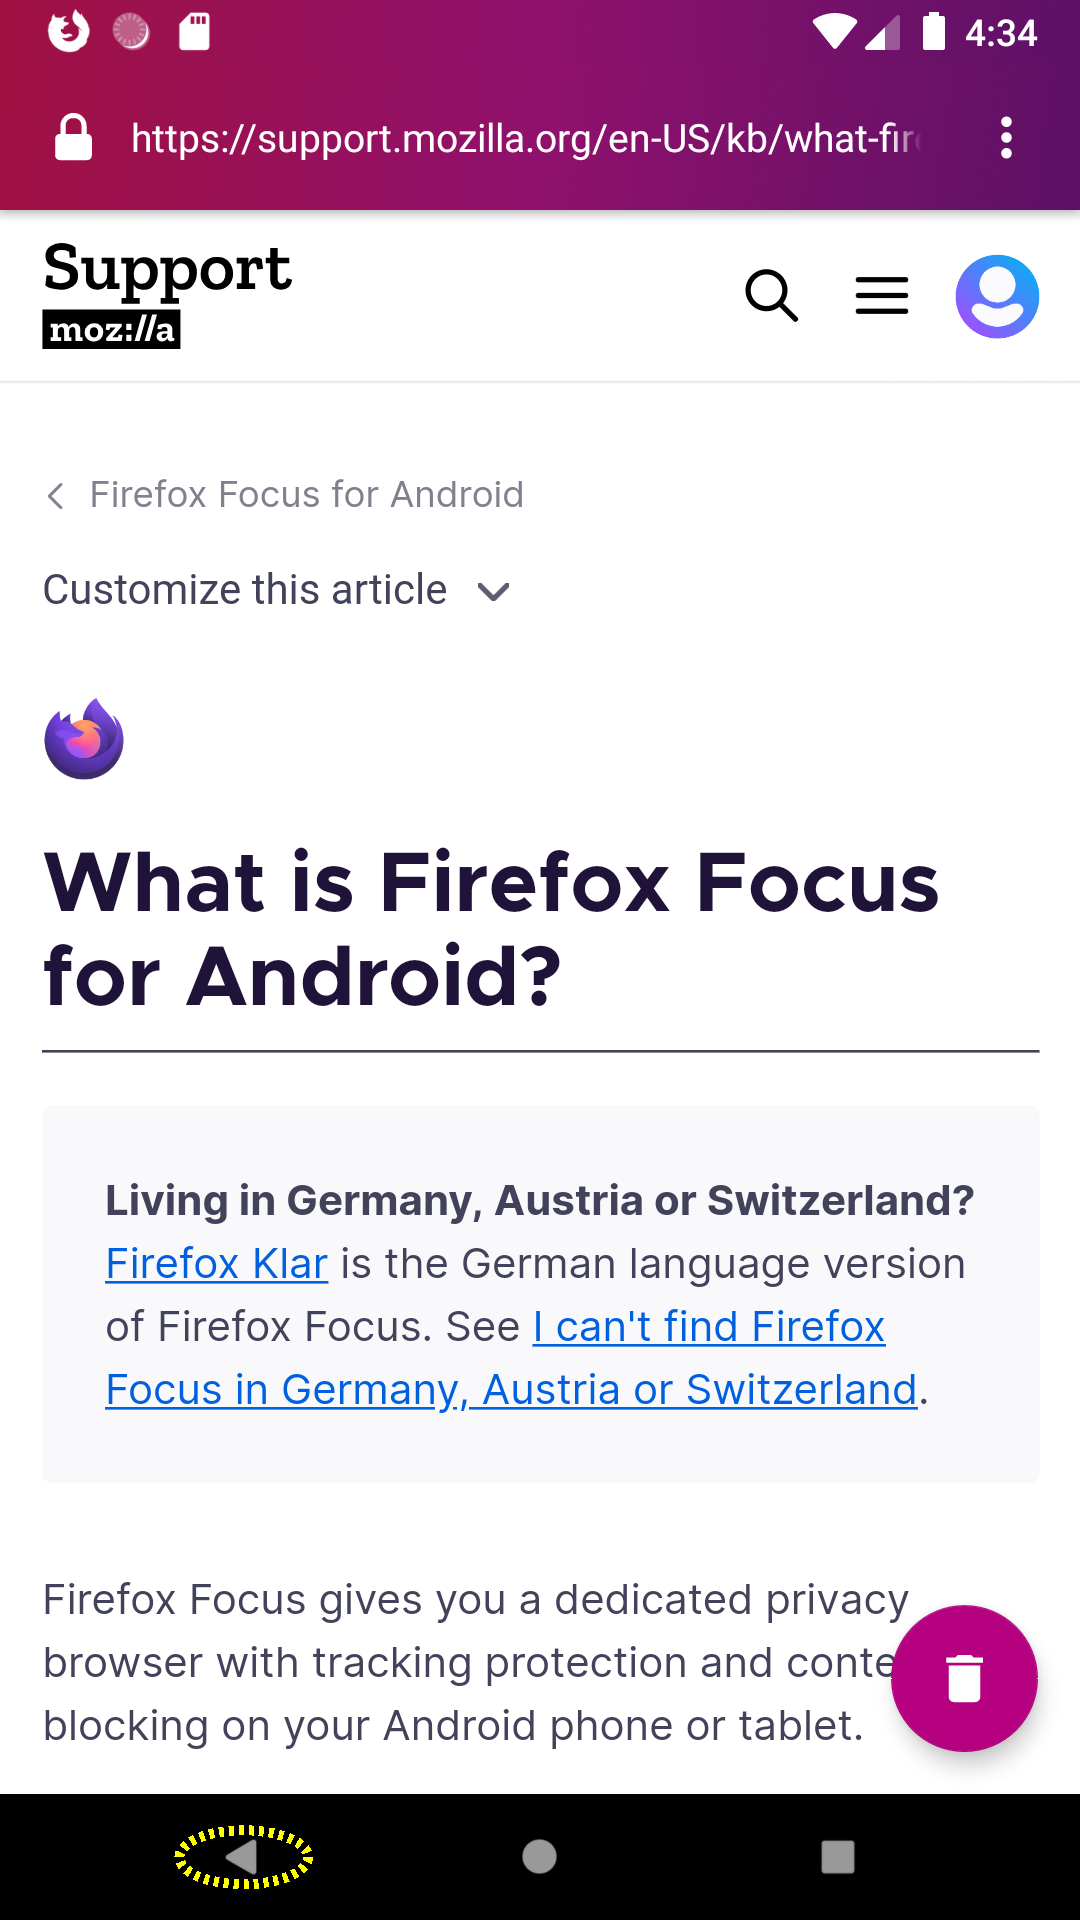 4:34
https://support.mozilla.org/en-US/kb/what-fir
Support
moz://a
Firefox Focus for Android
Customize this article
What is Firefox Focus
for Android?
Living in Germany, Austria or Switzerland?
Firefox Klar is the German language version
of Firefox Focus. See I can't find Firefox
Focus in Germany, Austria or Switzerland.
Firefox Focus gives you a dedicated privacy
browser with tracking protection and conte
blocking on your Android phone or tablet.